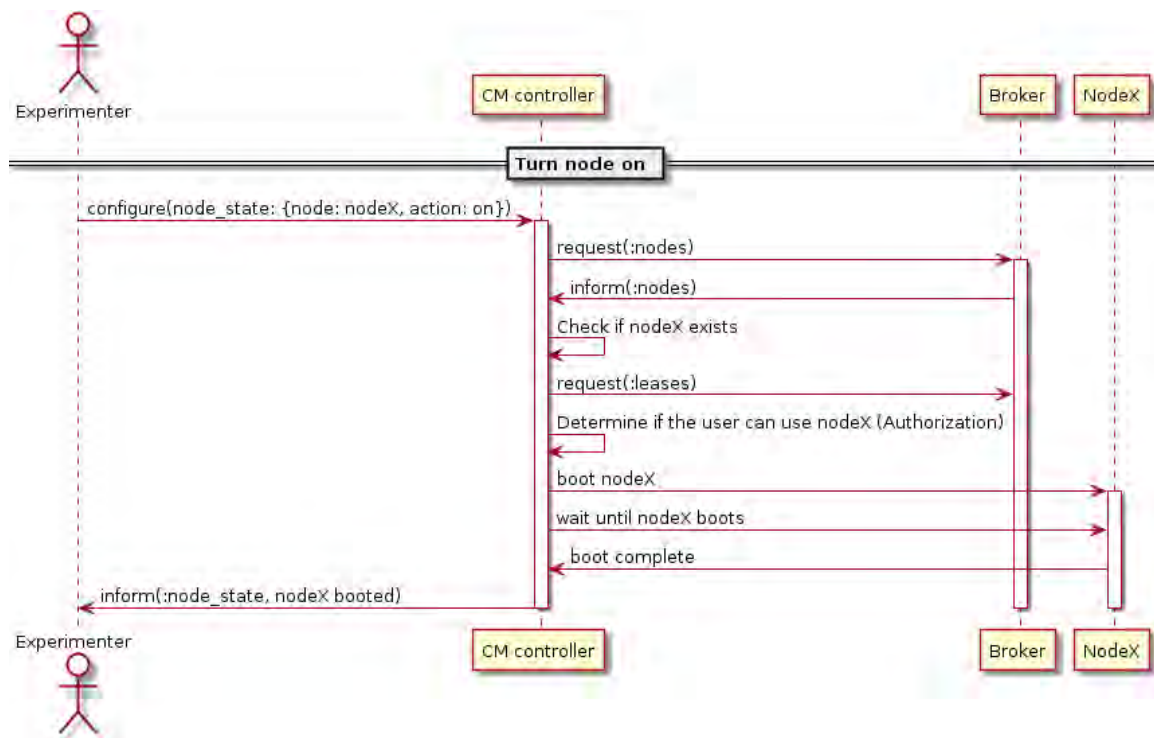 Experimenter
CM controller
Broker
NodeX
Turn node on
configure(node_state: {node: nodeX, action: on})
request(:nodes)
inform(:nodes)
Check if nodeX exists
request(:leases)
Determine if the user can use nodeX (Authorization)
boot nodeX
wait until nodeX boots
boot complete
inform(:node_state, nodeX booted)
Experimenter
CM controller
Broker
NodeX